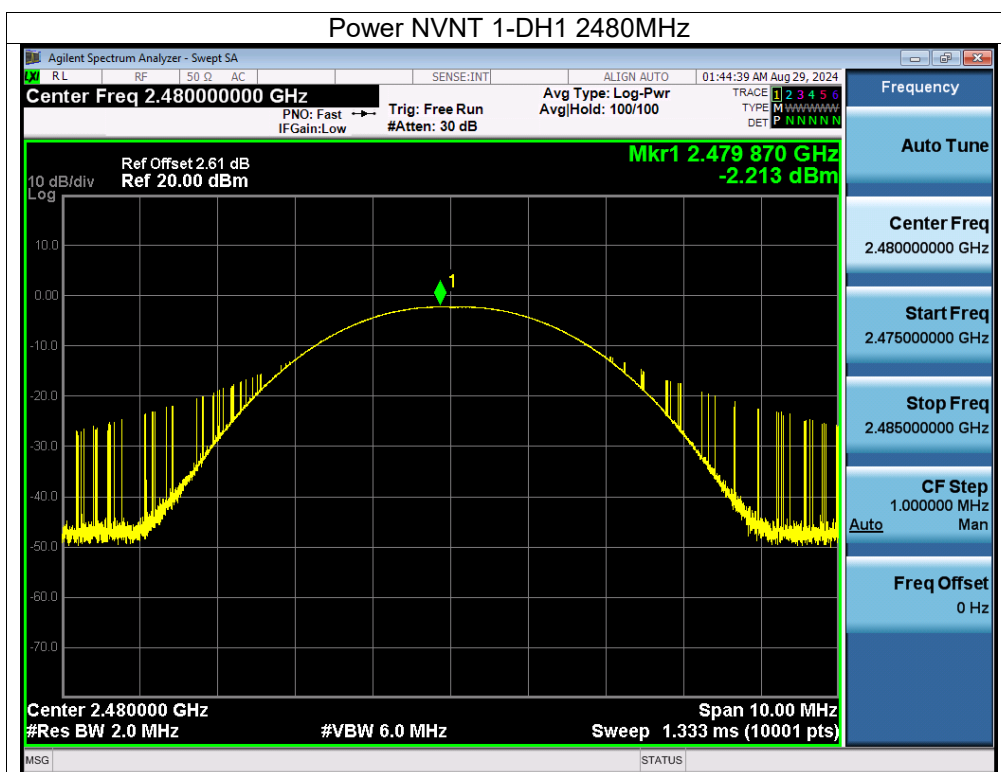 Power NVNT 1-DH1 2480MHz
Agilent Spectrum Analyzer - Swept SA
LXI RL RF 50 Ω AC SENSE:INT ALIGN AUTO 01:44:39 AM Aug 29, 2024
Center Freq 2.480000000 GHz
PNO: Fast
IFGain:Low
Trig: Free Run
#Atten: 30 dB
Avg Type: Log-Pwr
Avg|Hold: 100/100
TRACE 1 2 3 4 5 6
TYPE M W W W W W
DET P N N N N N
Mkr1 2.479 870 GHz
-2.213 dBm
Ref Offset 2.61 dB
10 dB/div Ref 20.00 dBm
Log
10.0
0.00
-10.0
-20.0
-30.0
-40.0
-50.0
-60.0
-70.0
1
Center 2.480000 GHz Span 10.00 MHz
#Res BW 2.0 MHz #VBW 6.0 MHz Sweep 1.333 ms (10001 pts)
MSG STATUS
Frequency
Auto Tune
Center Freq
2.480000000 GHz
Start Freq
2.475000000 GHz
Stop Freq
2.485000000 GHz
CF Step
1.000000 MHz
Auto Man
Freq Offset
0 Hz